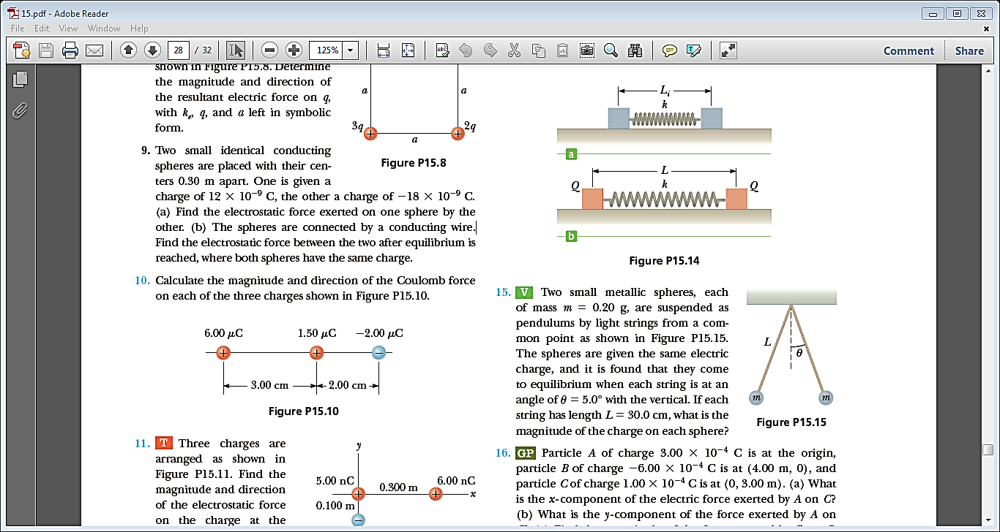 15.pdf - Adobe Reader
File Edit View Window Help
28 / 32 125% Comment Share
shown in Figure P15.8. Determine
the magnitude and direction of
the resultant electric force on q,
with ke, q, and a left in symbolic
form.
a a
3q 2q
a
Figure P15.8
9. Two small identical conducting
spheres are placed with their cen-
ters 0.30 m apart. One is given a
charge of 12 × 10⁻⁹ C, the other a charge of −18 × 10⁻⁹ C.
(a) Find the electrostatic force exerted on one sphere by the
other. (b) The spheres are connected by a conducting wire.
Find the electrostatic force between the two after equilibrium is
reached, where both spheres have the same charge.
10. Calculate the magnitude and direction of the Coulomb force
on each of the three charges shown in Figure P15.10.
6.00 μC 1.50 μC −2.00 μC
3.00 cm 2.00 cm
Figure P15.10
11. T Three charges are
arranged as shown in
Figure P15.11. Find the
magnitude and direction
of the electrostatic force
on the charge at the
y
5.00 nC 6.00 nC
0.300 m
x
0.100 m
Li
k
a
L
Q k Q
b
Figure P15.14
15. V Two small metallic spheres, each
of mass m = 0.20 g, are suspended as
pendulums by light strings from a com-
mon point as shown in Figure P15.15.
The spheres are given the same electric
charge, and it is found that they come
to equilibrium when each string is at an
angle of θ = 5.0° with the vertical. If each
string has length L = 30.0 cm, what is the
magnitude of the charge on each sphere?
L
θ
m m
Figure P15.15
16. GP Particle A of charge 3.00 × 10⁻⁴ C is at the origin,
particle B of charge −6.00 × 10⁻⁴ C is at (4.00 m, 0), and
particle C of charge 1.00 × 10⁻⁴ C is at (0, 3.00 m). (a) What
is the x-component of the electric force exerted by A on C?
(b) What is the y-component of the force exerted by A on